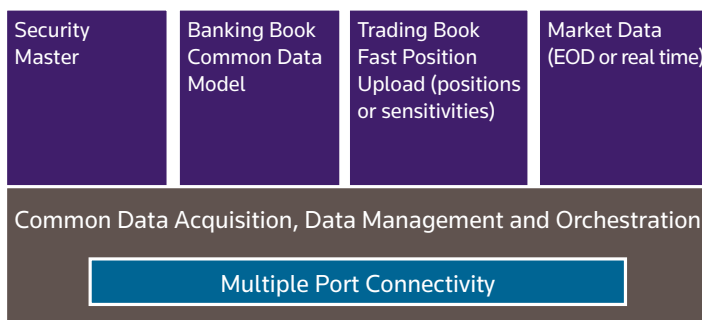 Security
Master
Banking Book
Common Data
Model
Trading Book
Fast Position
Upload (positions
or sensitivities)
Market Data
(EOD or real time)
Common Data Acquisition, Data Management and Orchestration
Multiple Port Connectivity